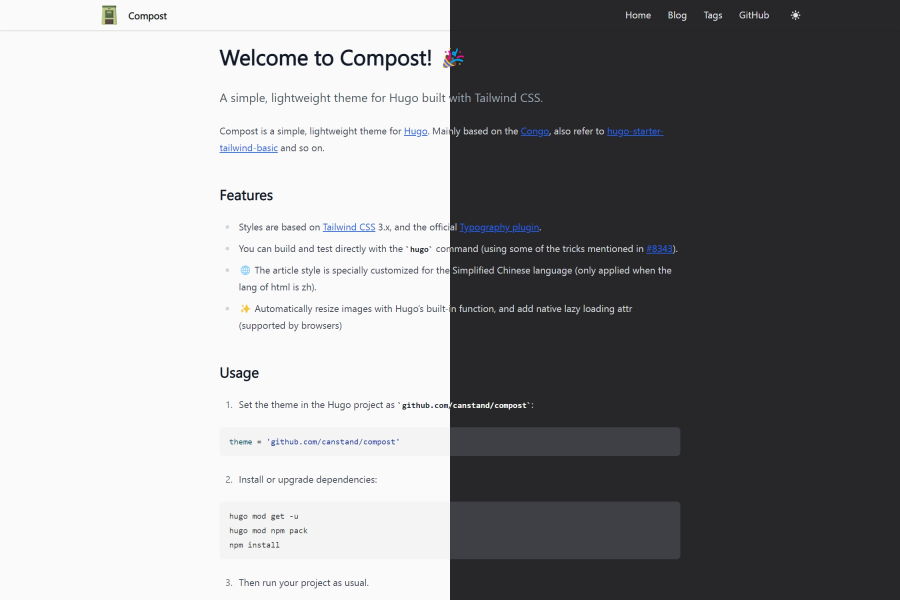 Compost
Home Blog Tags GitHub
Welcome to Compost! 🎉
A simple, lightweight theme for Hugo built with Tailwind CSS.
Compost is a simple, lightweight theme for Hugo. Mainly based on the Congo, also refer to hugo-starter-
tailwind-basic and so on.
Features
Styles are based on Tailwind CSS 3.x, and the official Typography plugin.
You can build and test directly with the `hugo` command (using some of the tricks mentioned in #8343).
🌐 The article style is specially customized for the Simplified Chinese language (only applied when the
lang of html is zh).
✨ Automatically resize images with Hugo's built-in function, and add native lazy loading attr
(supported by browsers)
Usage
1. Set the theme in the Hugo project as `github.com/canstand/compost`:
theme = 'github.com/canstand/compost'
2. Install or upgrade dependencies:
hugo mod get -u
hugo mod npm pack
npm install
3. Then run your project as usual.